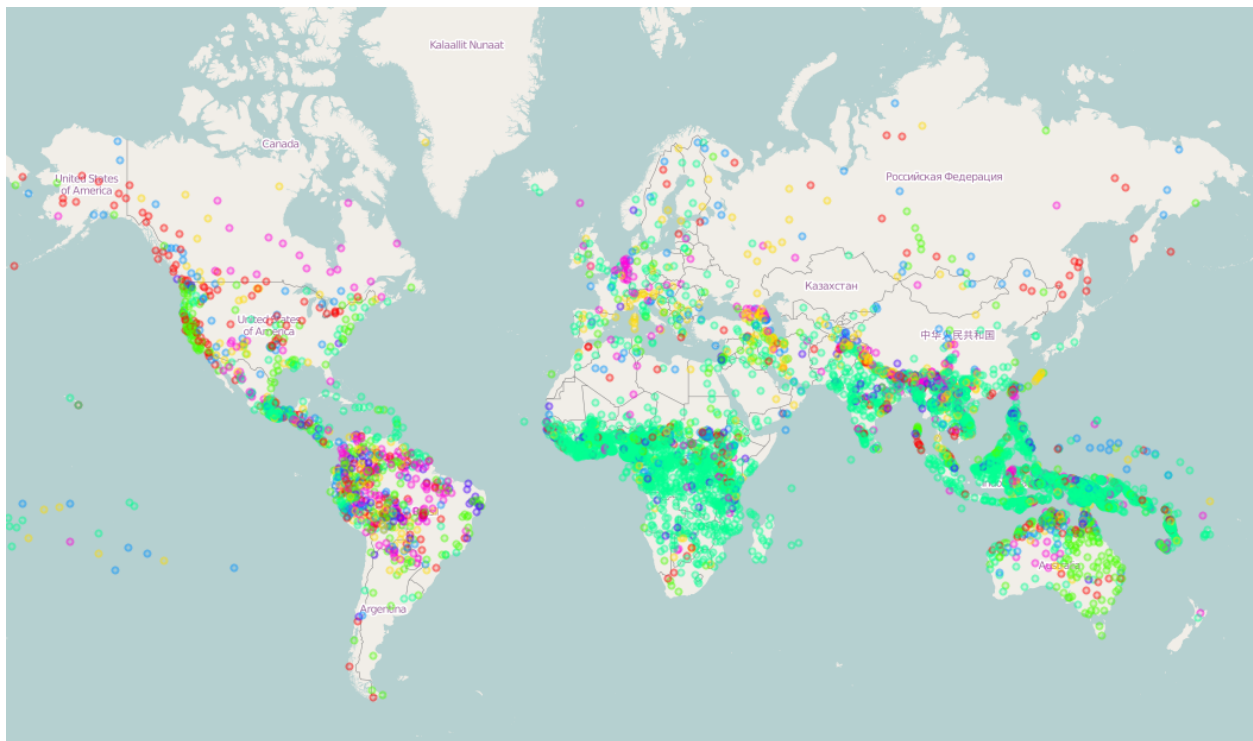 Kalaallit Nunaat
Canada
United States
of America
Российская Федерация
Казахстан
United States
of America
中华人民共和国
Argentina